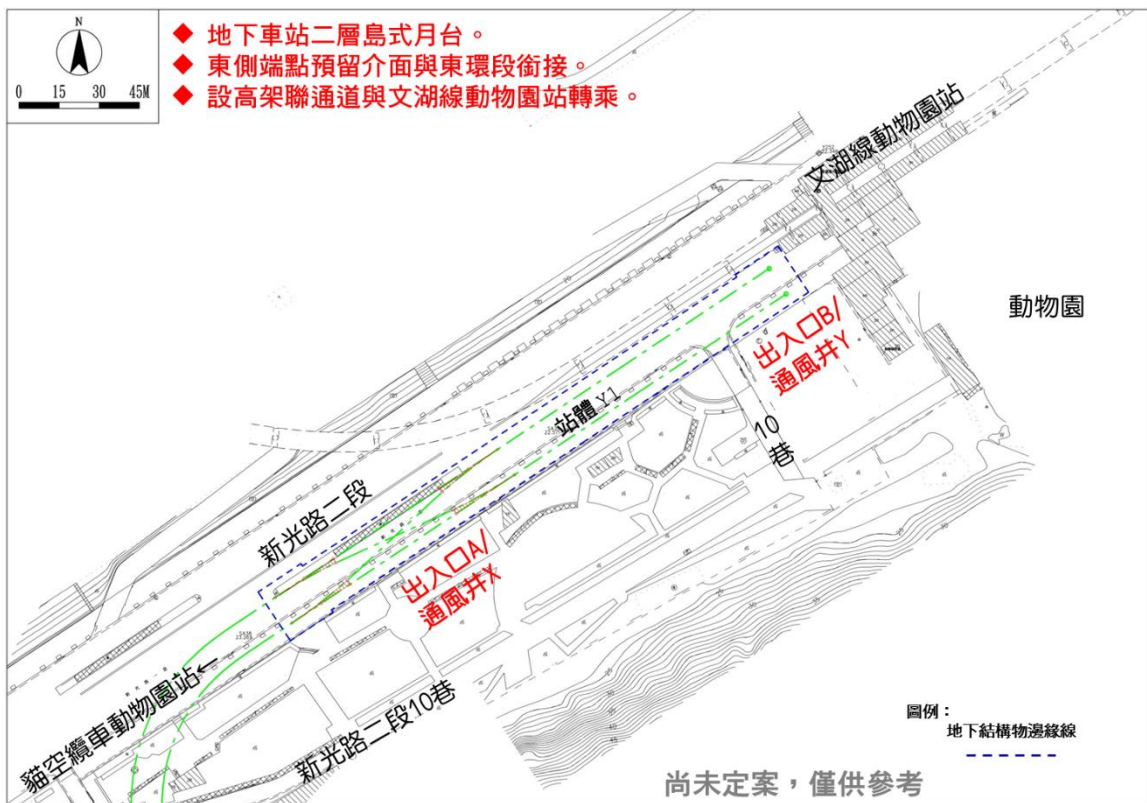 N
0 15 30 45M
◆ 地下車站二層島式月台。
◆ 東側端點預留介面與東環段銜接。
◆ 設高架聯通道與文湖線動物園站轉乘。
文湖線動物園站
動物園
出入口B/
通風井Y
站體 Y1
10
巷
新光路二段
出入口A/
通風井X
貓空纜車動物園站←
新光路二段10巷
圖例：
地下結構物邊緣線
尚未定案，僅供參考